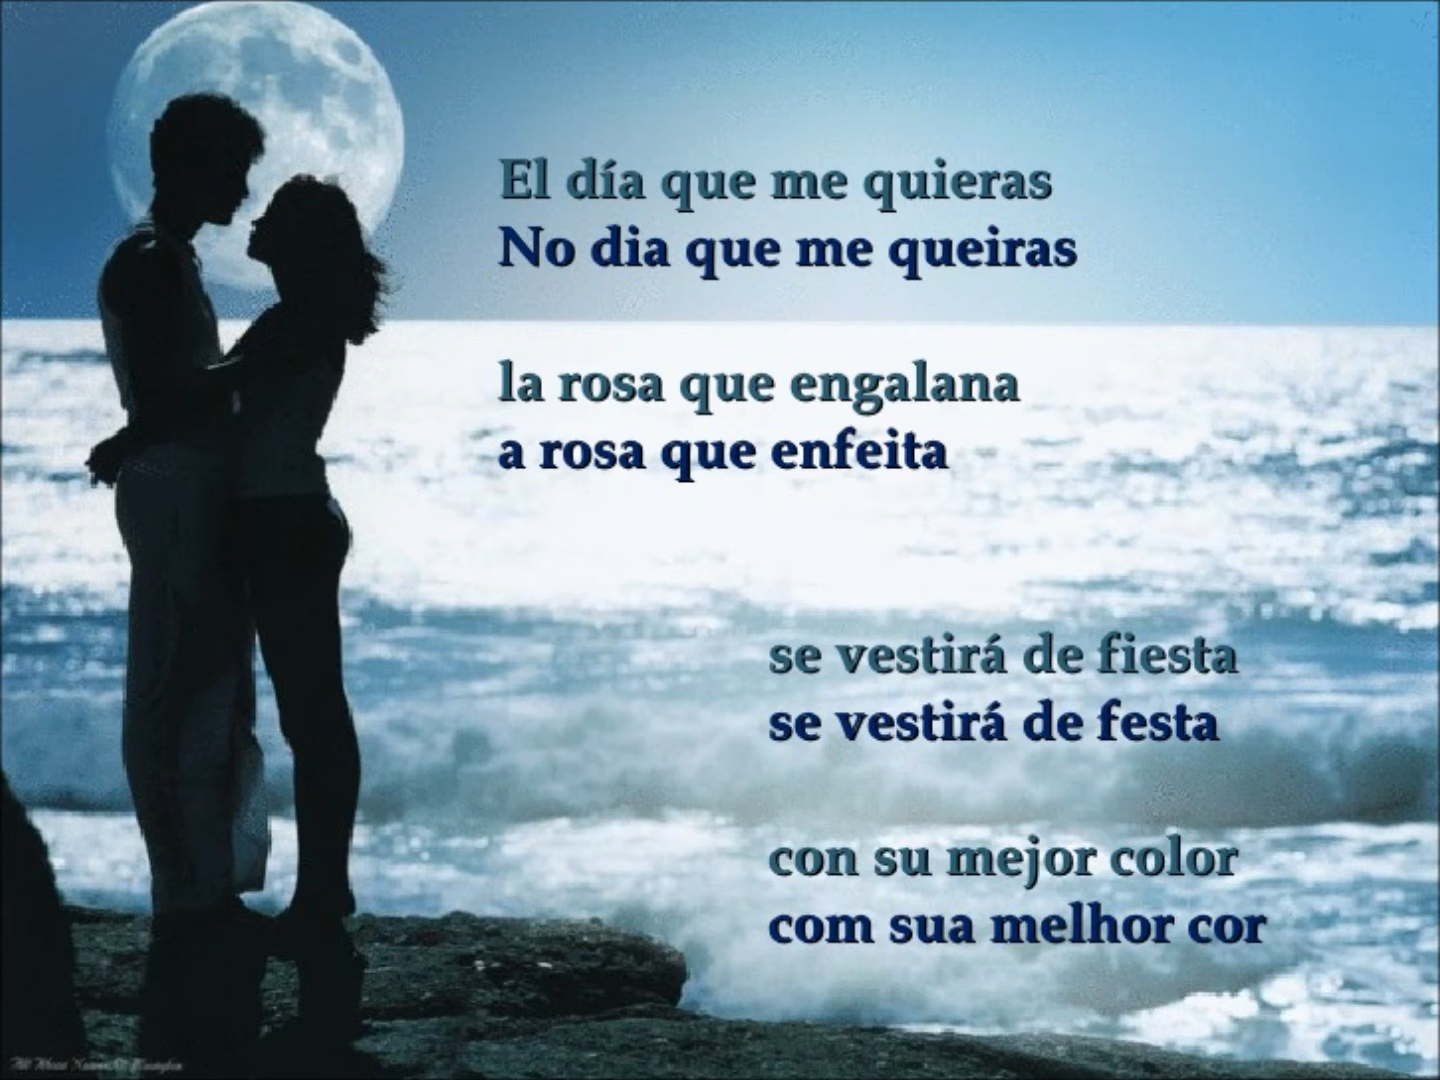 El día que me quieras
No dia que me queiras
la rosa que engalana
a rosa que enfeita
se vestirá de fiesta
se vestirá de festa
con su mejor color
com sua melhor cor